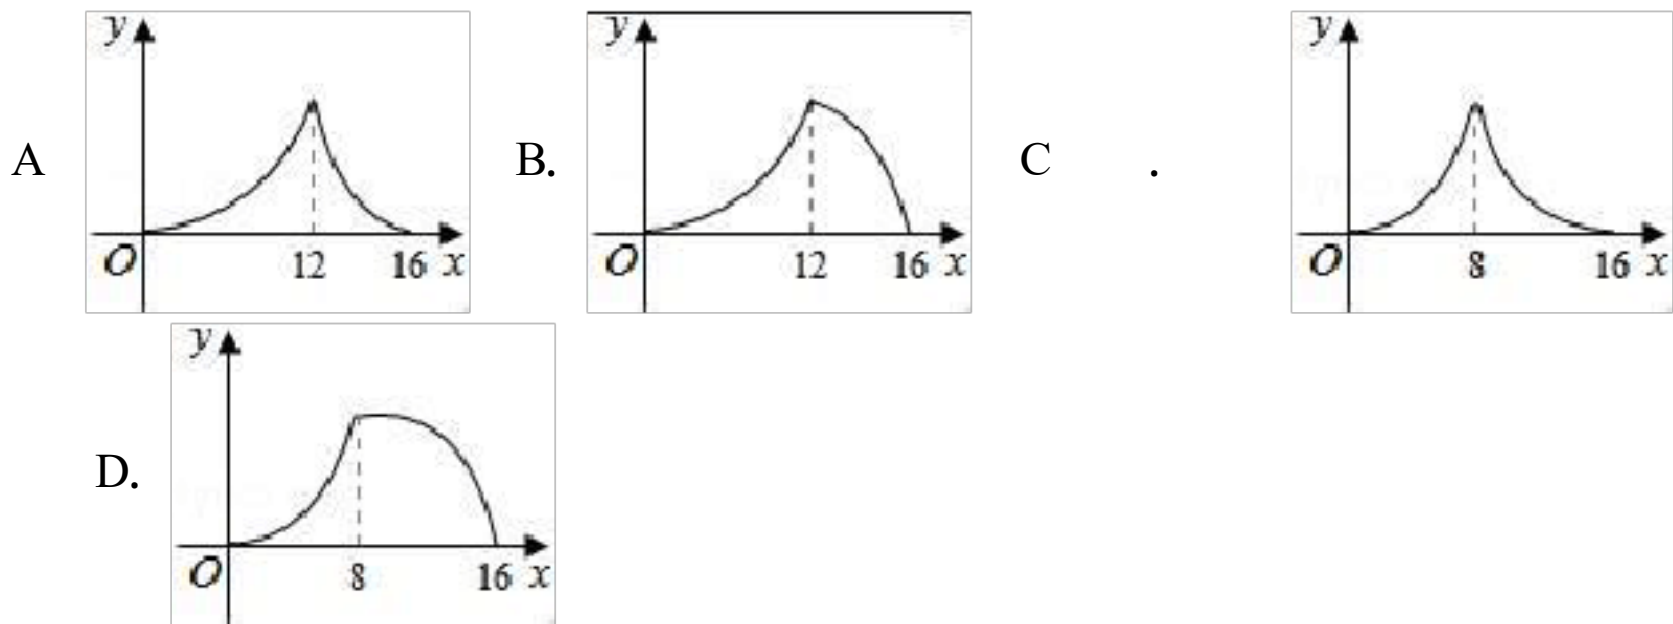 y y y
A B. C .
O 12 16 x O 12 16 x O 8 16 x
y
D.
O 8 16 x